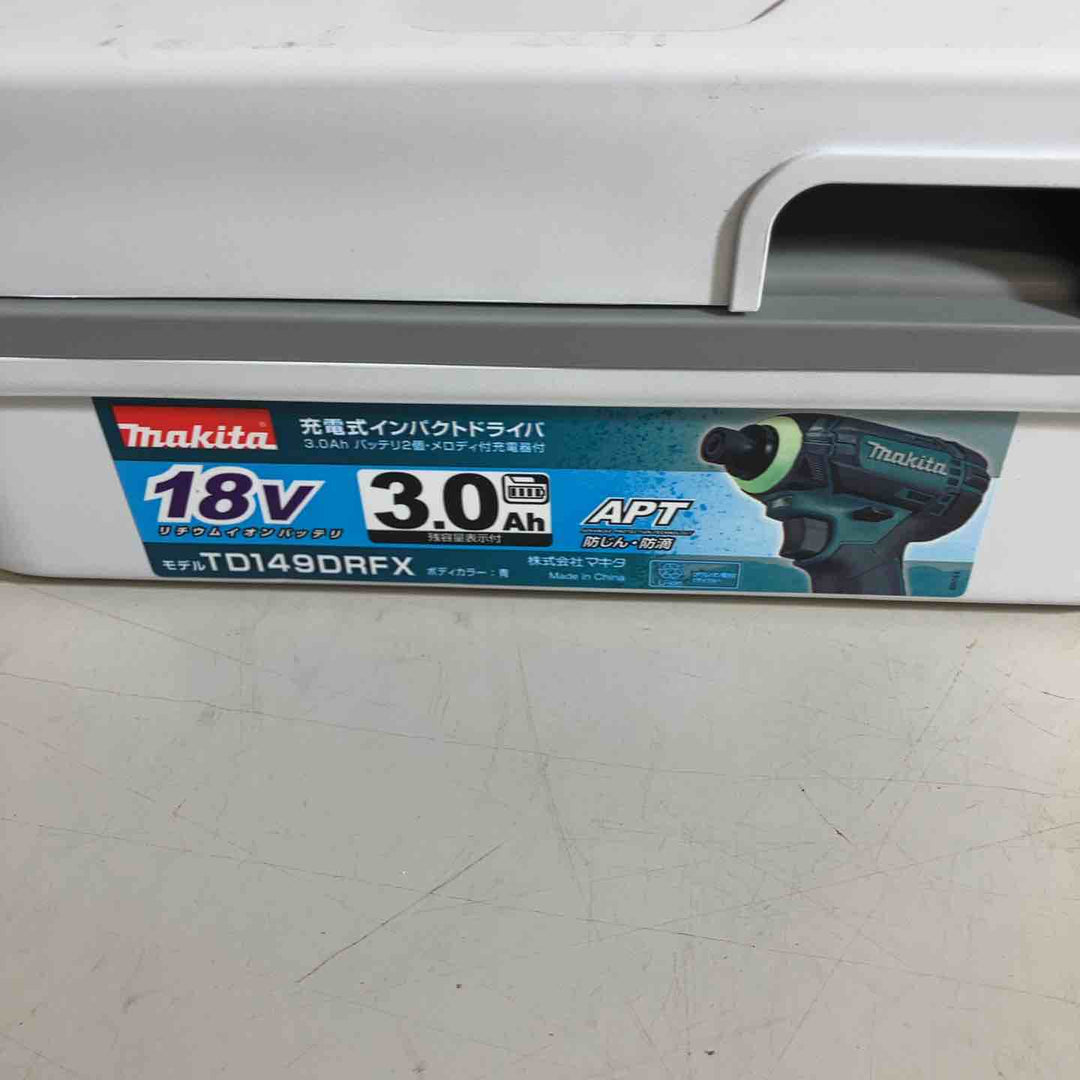 makita
充電式インパクトドライバ
3.0Ah バッテリ2個・メロディ付充電器付
18V
リチウムイオンバッテリ
3.0Ah
残容量表示付
APT
防じん・防滴
モデルTD149DRFX ボディカラー：青
株式会社マキタ
Made in China
makita